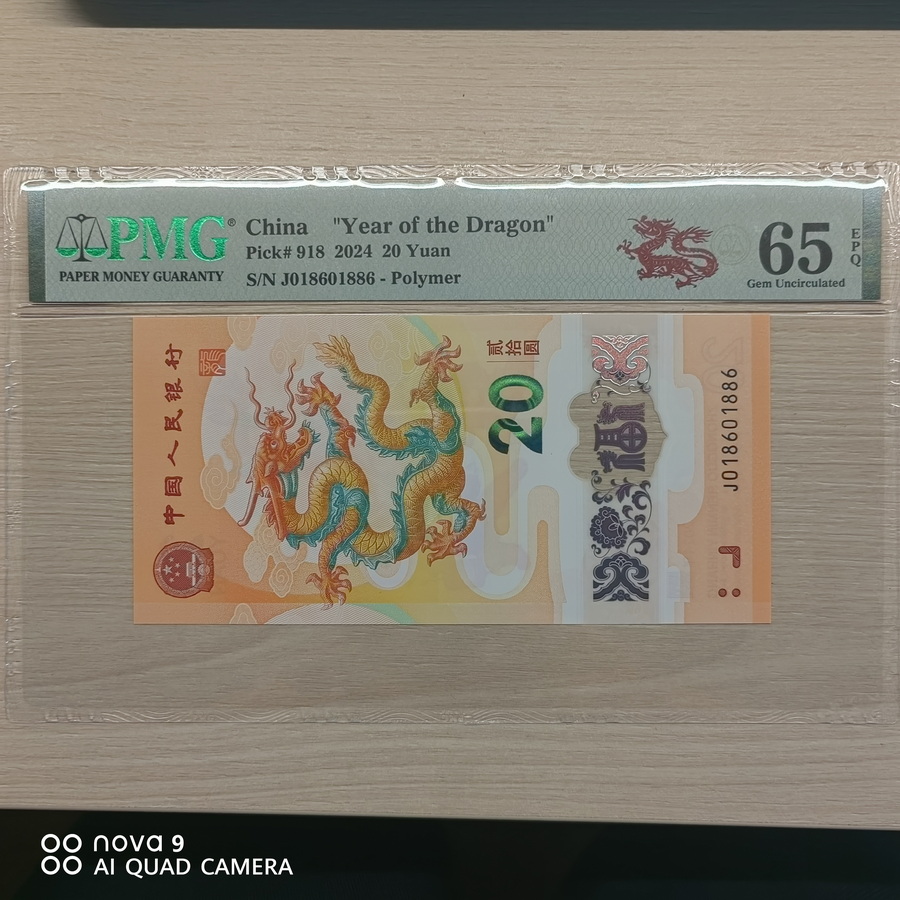 PMG®
PAPER MONEY GUARANTY
China "Year of the Dragon"
Pick# 918 2024 20 Yuan
S/N J018601886 - Polymer
65
EPQ
Gem Uncirculated
中国人民银行
贰拾圆
20
福
J018601886
nova 9
AI QUAD CAMERA